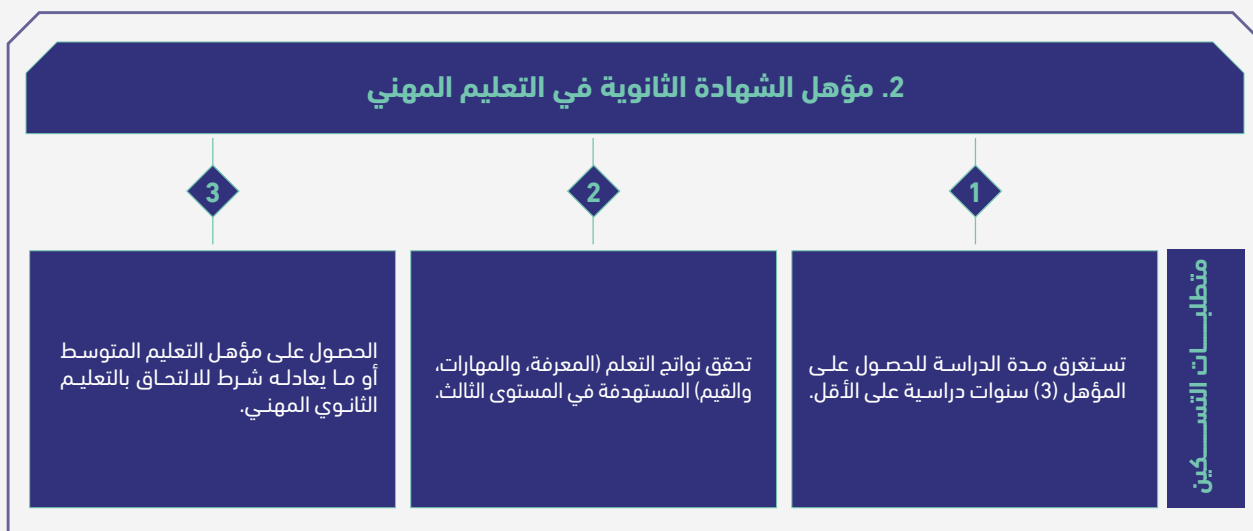 2. مؤهل الشهادة الثانوية في التعليم المهني
متطلبات التسكين
1
تستغرق مدة الدراسة للحصول على
المؤهل (3) سنوات دراسية على الأقل.
2
تحقق نواتج التعلم (المعرفة، والمهارات،
والقيم) المستهدفة في المستوى الثالث.
3
الحصول على مؤهل التعليم المتوسط
أو ما يعادله شرط للالتحاق بالتعليم
الثانوي المهني.